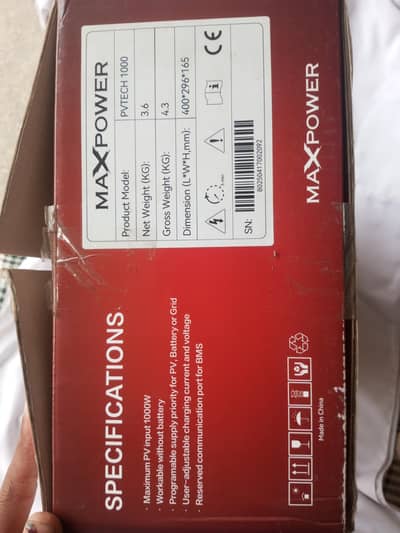 MAXPOWER
Product Model: PVTECH 1000
Net Weight (KG): 3.6
Gross Weight (KG): 4.3
Dimension (L*W*H,mm): 400*296*165
CE
SN:
80250417002092
MAXPOWER
SPECIFICATIONS
· Maximum PV input 1000W
· Workable without battery
· Programable supply priority for PV, Battery or Grid
· User-adjustable charging current and voltage
· Reserved communication port for BMS
Made in China